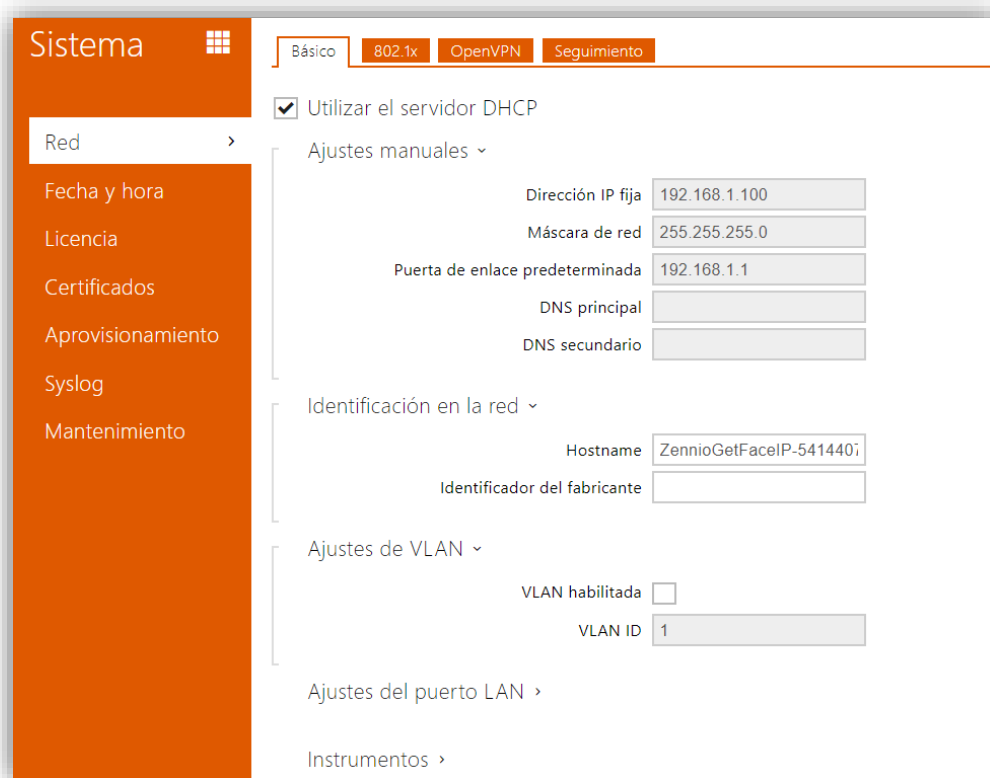 Sistema
Red
Fecha y hora
Licencia
Certificados
Aprovisionamiento
Syslog
Mantenimiento
Básico 802.1x OpenVPN Seguimiento
Utilizar el servidor DHCP
Ajustes manuales
Dirección IP fija 192.168.1.100
Máscara de red 255.255.255.0
Puerta de enlace predeterminada 192.168.1.1
DNS principal
DNS secundario
Identificación en la red
Hostname ZennioGetFaceIP-5414407
Identificador del fabricante
Ajustes de VLAN
VLAN habilitada
VLAN ID 1
Ajustes del puerto LAN
Instrumentos